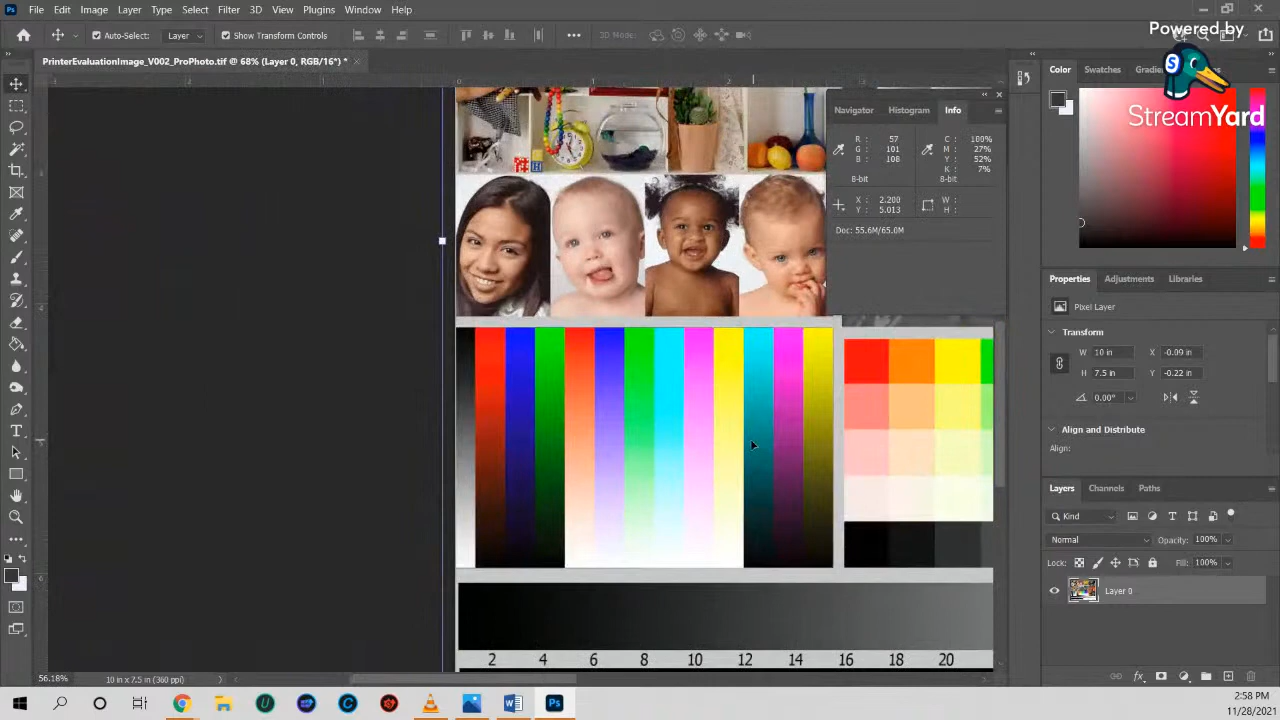 File Edit Image Layer Type Select Filter 3D View Plugins Window Help
Powered by
StreamYard
Auto-Select: Layer Show Transform Controls 3D Mode:
PrinterEvaluationImage_V002_ProPhoto.tif @ 68% (Layer 0, RGB/16*) *
Navigator Histogram Info
R : 57
G : 101
B : 108
8-bit
C : 100%
M : 27%
Y : 52%
K : 7%
8-bit
X : 2.200
Y : 5.013
W :
H :
Doc: 55.6M/65.0M
Color Swatches
Properties Adjustments Libraries
Pixel Layer
Transform
W 10 in X -0.09 in
H 7.5 in Y -0.22 in
0.00°
Align and Distribute
Align:
Layers Channels Paths
Kind
Normal Opacity: 100%
Lock: Fill: 100%
Layer 0
2 4 6 8 10 12 14 16 18 20
56.18% 10 in x 7.5 in (360 ppi)
2:58 PM
11/28/2021